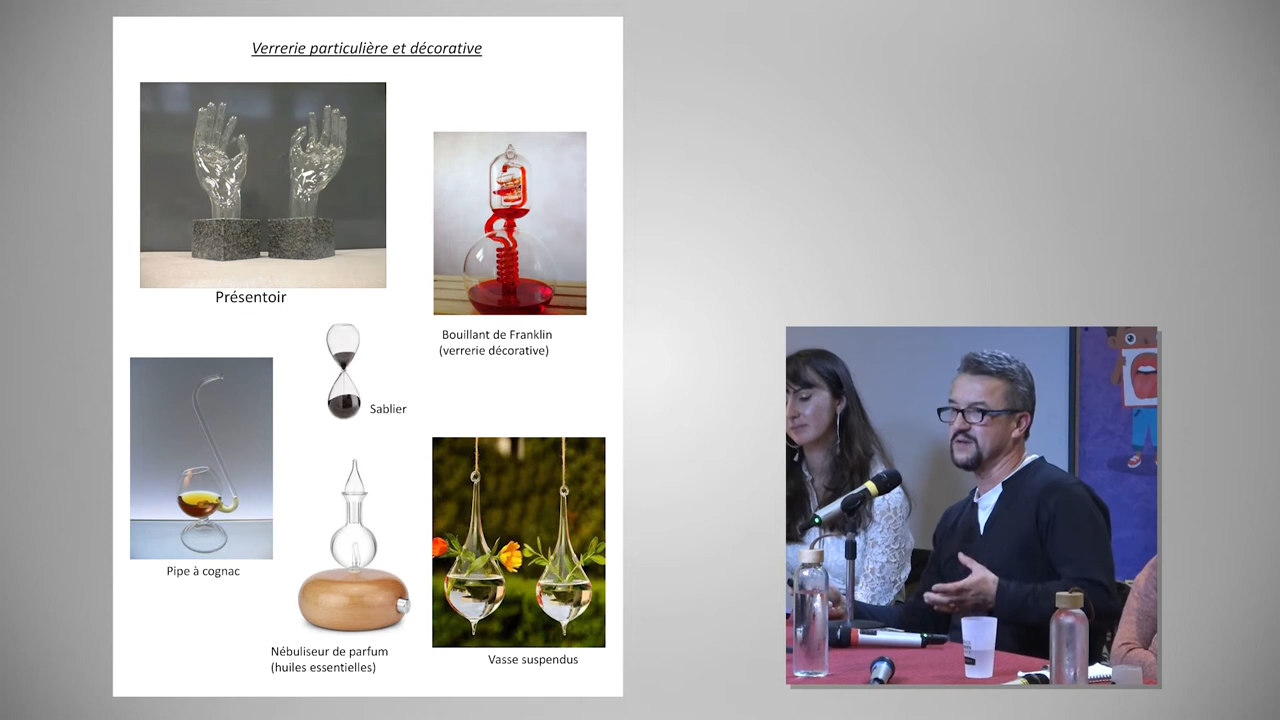 Verrerie particulière et décorative
Présentoir
Bouillant de Franklin
(verrerie décorative)
Sablier
Pipe à cognac
Nébuliseur de parfum
(huiles essentielles)
Vasse suspendus